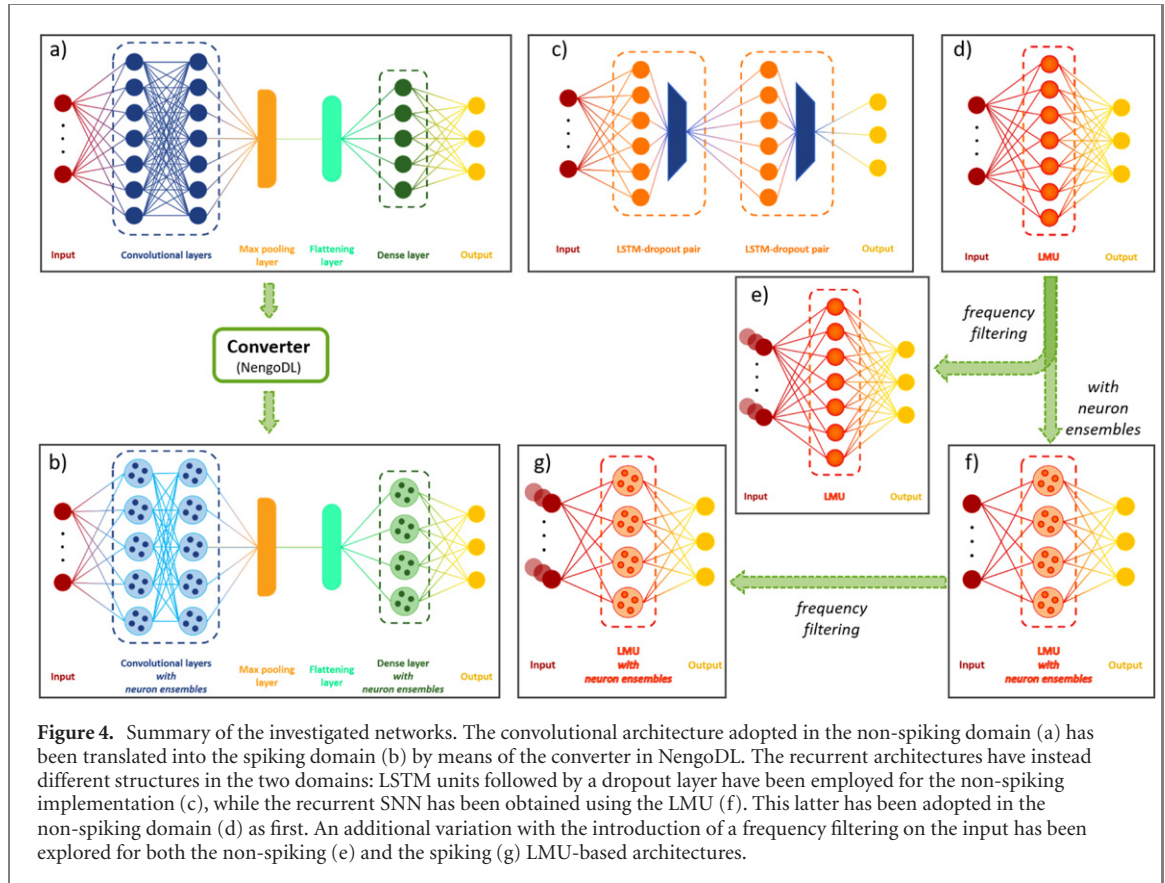 a)
Input
Convolutional layers
Max pooling
layer
Flattening
layer
Dense layer
Output
c)
LSTM-dropout pair
LSTM-dropout pair
Output
Input
d)
Input
LMU
Output
Converter
(NengoDL)
e)
Input
LMU
Output
frequency
filtering
with
neuron
ensembles
b)
Input
Convolutional layers
with
neuron ensembles
Max pooling
layer
Flattening
layer
Dense layer
with
neuron ensembles
Output
g)
Input
LMU
with
neuron ensembles
Output
frequency
filtering
f)
Input
LMU
with
neuron ensembles
Output
Figure 4. Summary of the investigated networks. The convolutional architecture adopted in the non-spiking domain (a) has
been translated into the spiking domain (b) by means of the converter in NengoDL. The recurrent architectures have instead
different structures in the two domains: LSTM units followed by a dropout layer have been employed for the non-spiking
implementation (c), while the recurrent SNN has been obtained using the LMU (f). This latter has been adopted in the
non-spiking domain (d) as first. An additional variation with the introduction of a frequency filtering on the input has been
explored for both the non-spiking (e) and the spiking (g) LMU-based architectures.